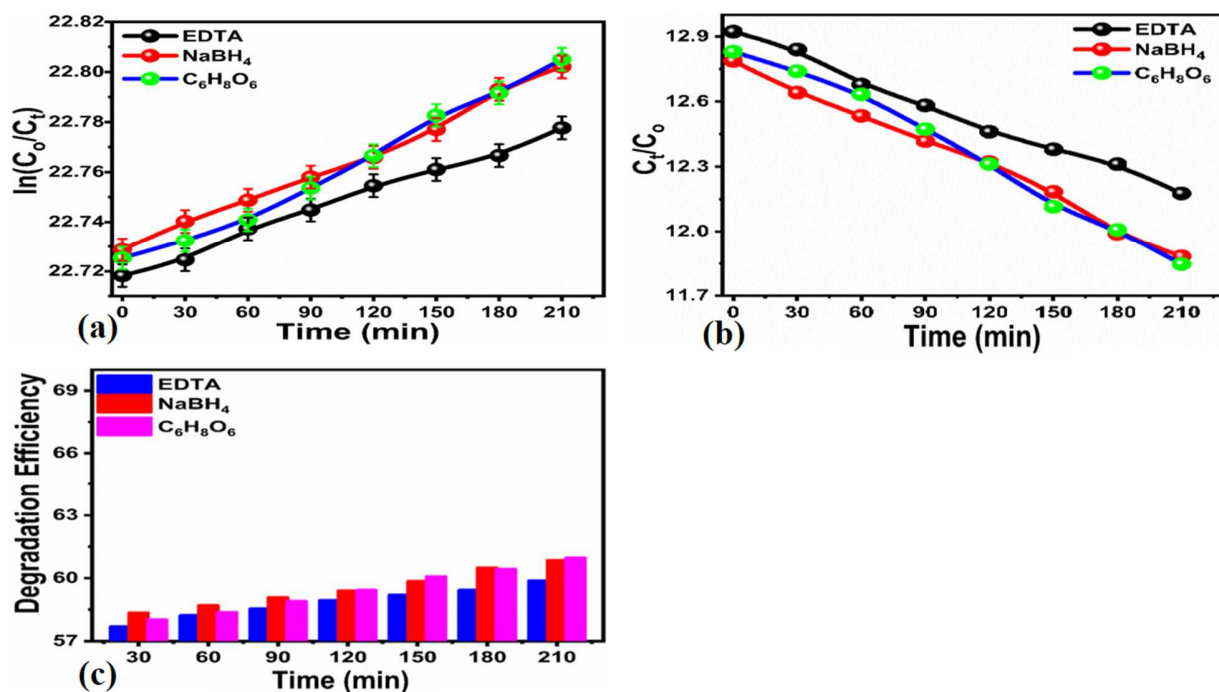 22.82
22.80
22.78
22.76
22.74
22.72
ln(C₀/Cₜ)
EDTA
NaBH₄
C₆H₈O₆
0 30 60 90 120 150 180 210
(a) Time (min)
12.9
12.6
12.3
12.0
11.7
Cₜ/Cₒ
EDTA
NaBH₄
C₆H₈O₆
0 30 60 90 120 150 180 210
(b) Time (min)
69
66
63
60
57
Degradation Efficiency
EDTA
NaBH₄
C₆H₈O₆
30 60 90 120 150 180 210
(c) Time (min)